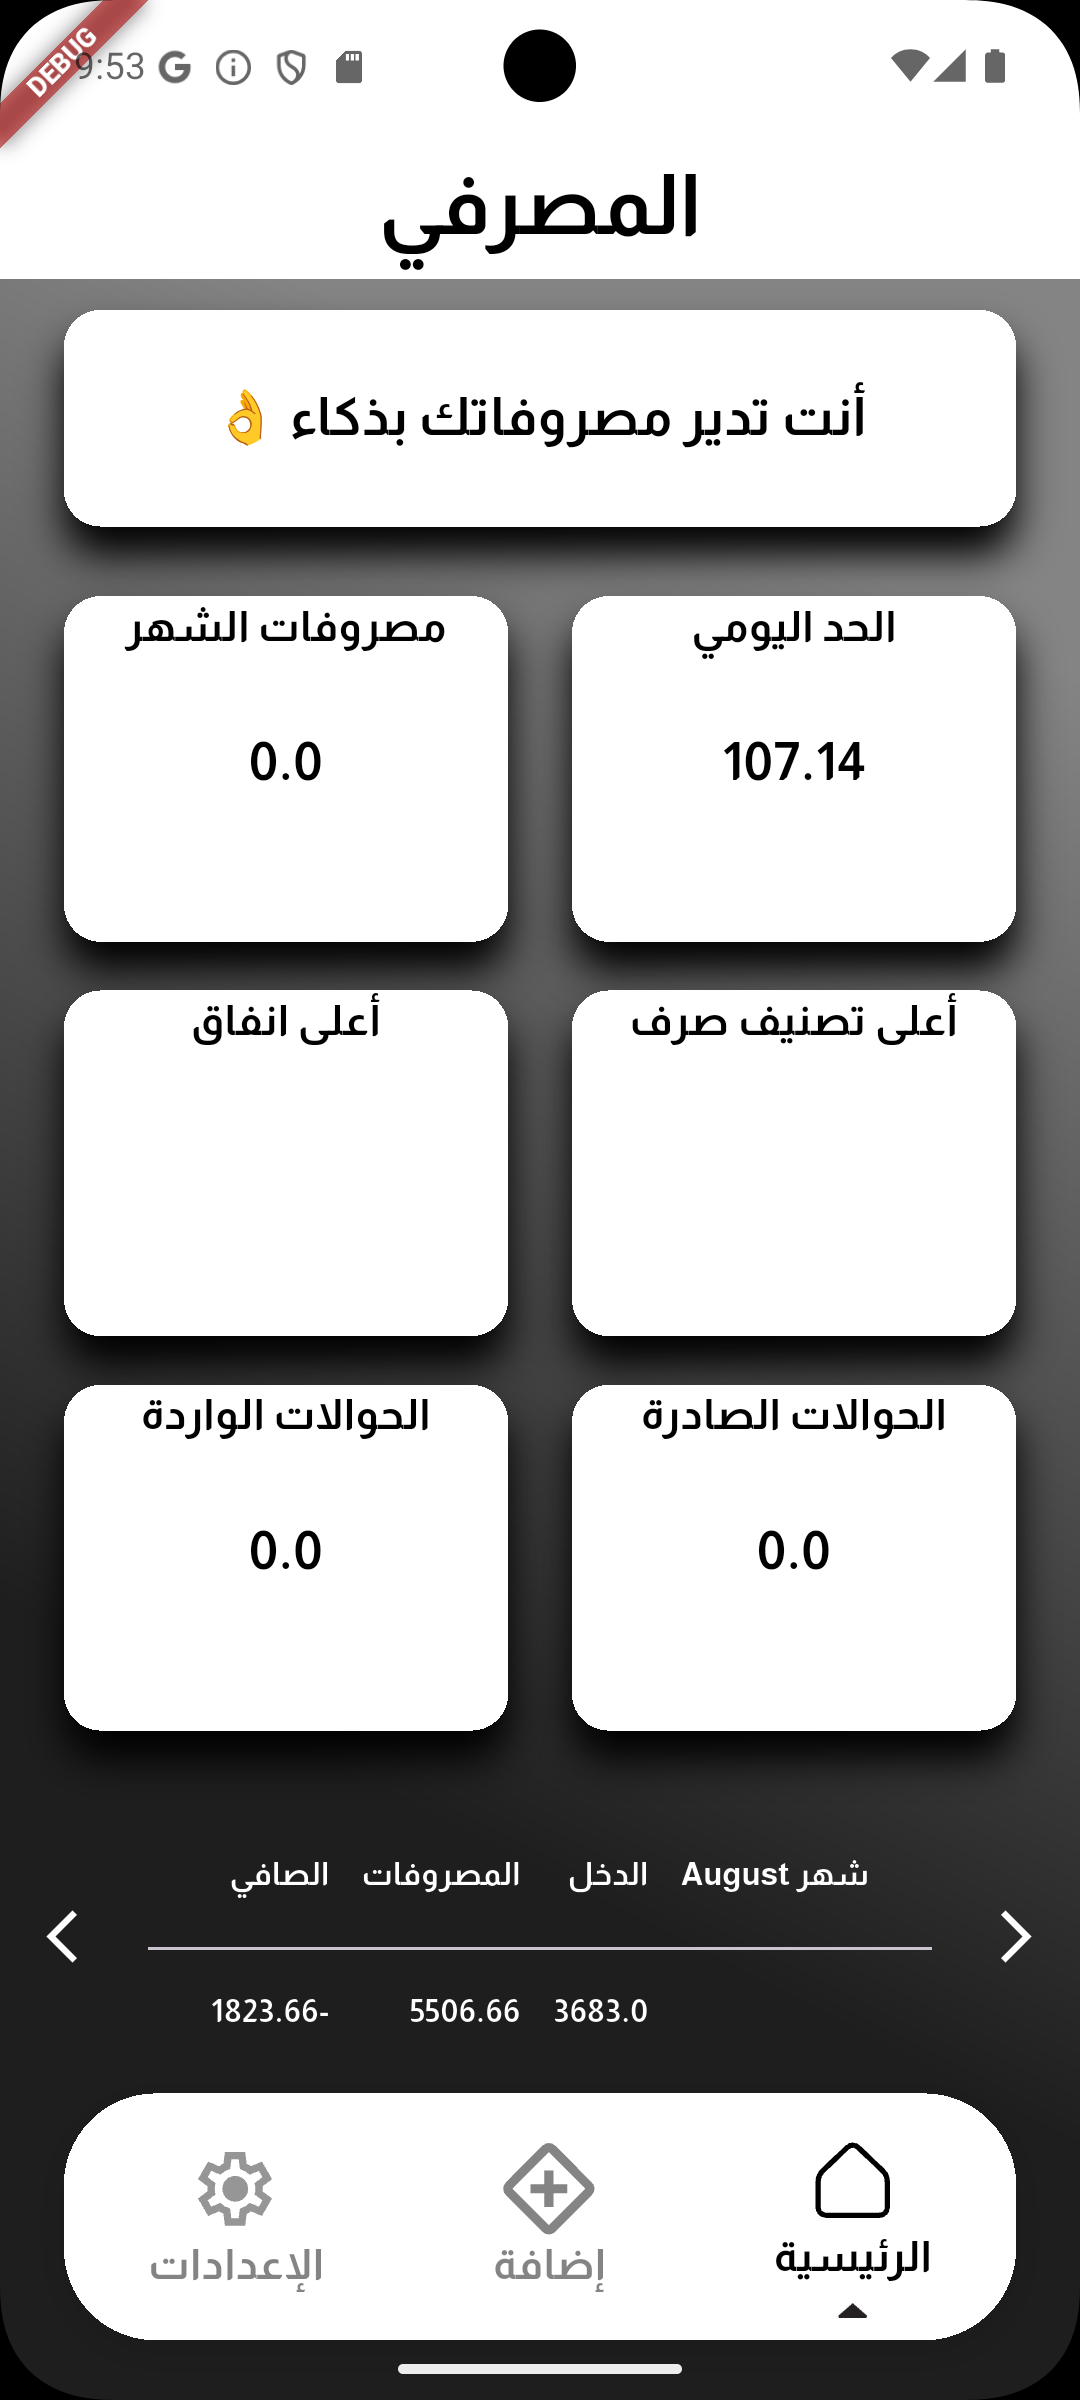 9:53
DEBUG
المصرفي
أنت تدير مصروفاتك بذكاء 👌
الحد اليومي
مصروفات الشهر
107.14
0.0
أعلى تصنيف صرف
أعلى انفاق
الحوالات الصادرة
الحوالات الواردة
0.0
0.0
شهر August الدخل المصروفات الصافي
3683.0 5506.66 1823.66-
الرئيسية
إضافة
الإعدادات